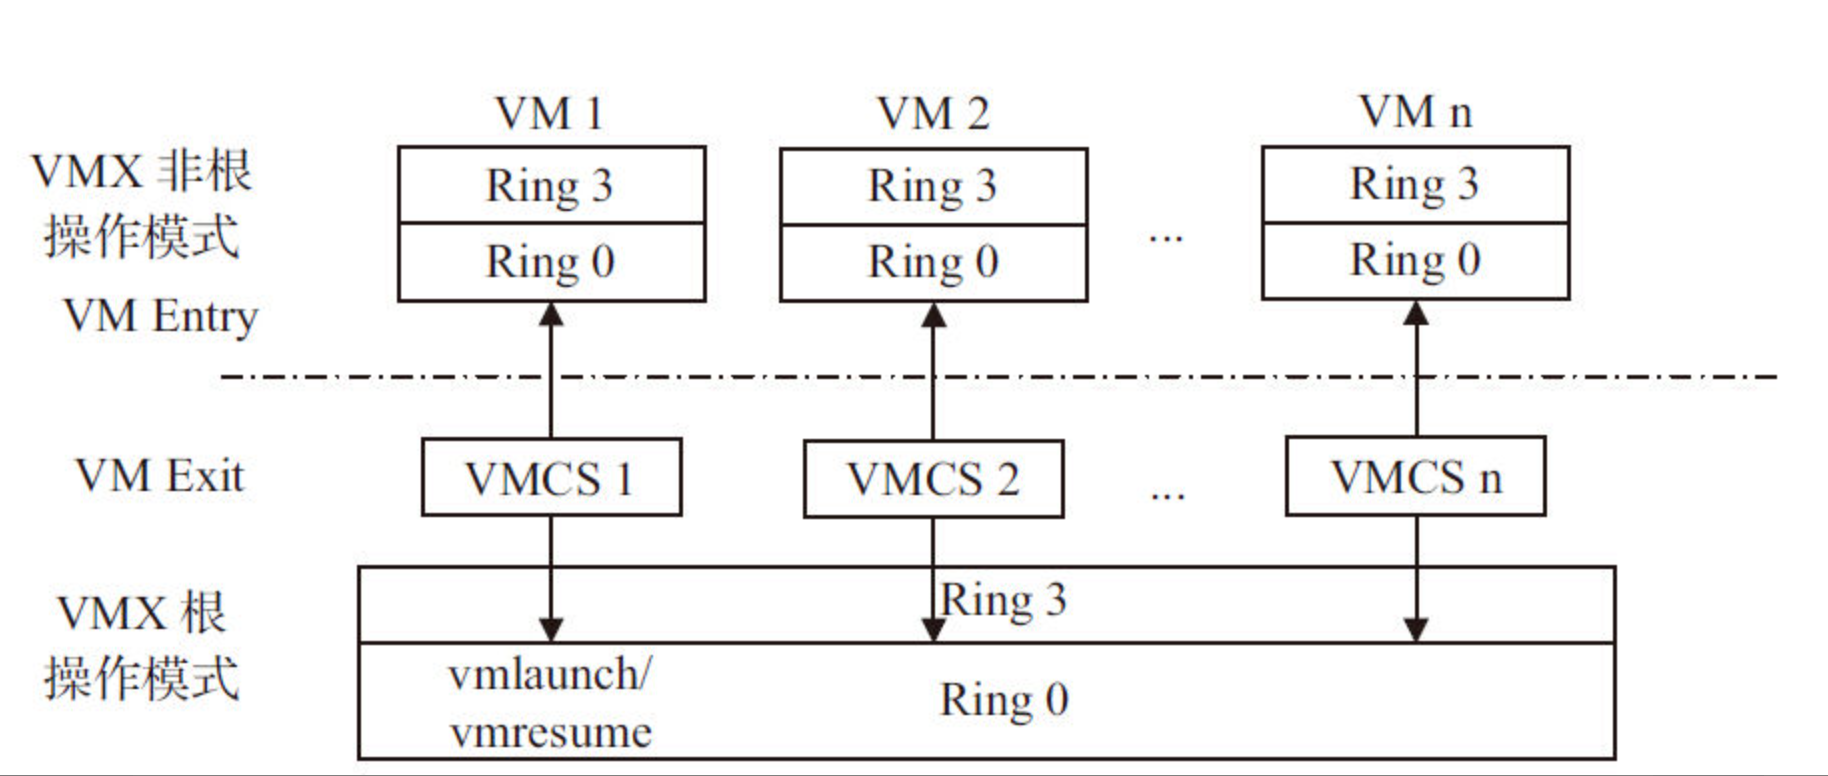 VM 1
VM 2
VM n
VMX 非根
操作模式
Ring 3
Ring 3
Ring 3
Ring 0
Ring 0
...
Ring 0
VM Entry
VM Exit
VMCS 1
VMCS 2
...
VMCS n
VMX 根
操作模式
Ring 3
vmlaunch/
vmresume
Ring 0